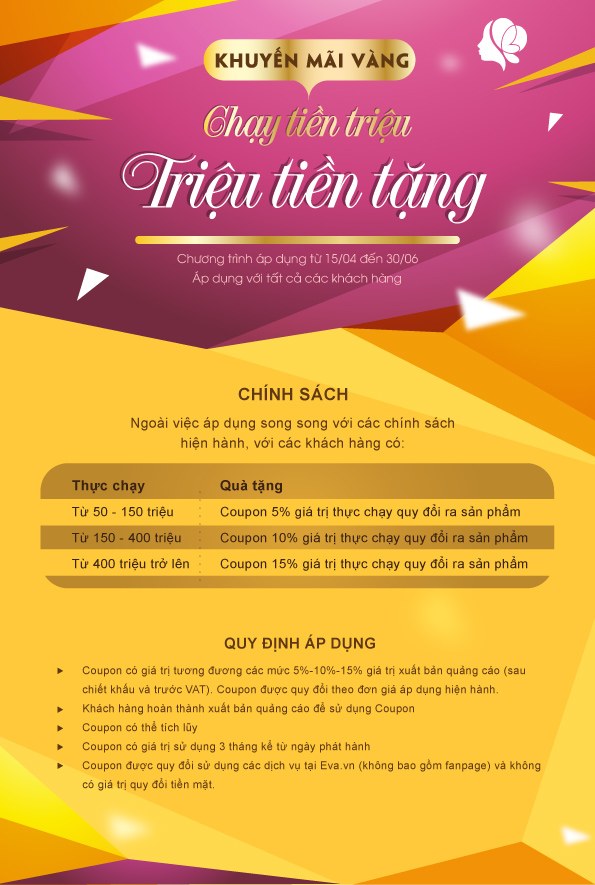 KHUYẾN MÃI VÀNG
Chạy tiền triệu
Triệu tiền tặng
Chương trình áp dụng từ 15/04 đến 30/06
Áp dụng với tất cả các khách hàng
CHÍNH SÁCH
Ngoài việc áp dụng song song với các chính sách
hiện hành, với các khách hàng có:
Thực chạy Quà tặng
Từ 50 - 150 triệu Coupon 5% giá trị thực chạy quy đổi ra sản phẩm
Từ 150 - 400 triệu Coupon 10% giá trị thực chạy quy đổi ra sản phẩm
Từ 400 triệu trở lên Coupon 15% giá trị thực chạy quy đổi ra sản phẩm
QUY ĐỊNH ÁP DỤNG
Coupon có giá trị tương đương các mức 5%-10%-15% giá trị xuất bản quảng cáo (sau
chiết khấu và trước VAT). Coupon được quy đổi theo đơn giá áp dụng hiện hành.
Khách hàng hoàn thành xuất bản quảng cáo để sử dụng Coupon
Coupon có thể tích lũy
Coupon có giá trị sử dụng 3 tháng kể từ ngày phát hành
Coupon được quy đổi sử dụng các dịch vụ tại Eva.vn (không bao gồm fanpage) và không
có giá trị quy đổi tiền mặt.